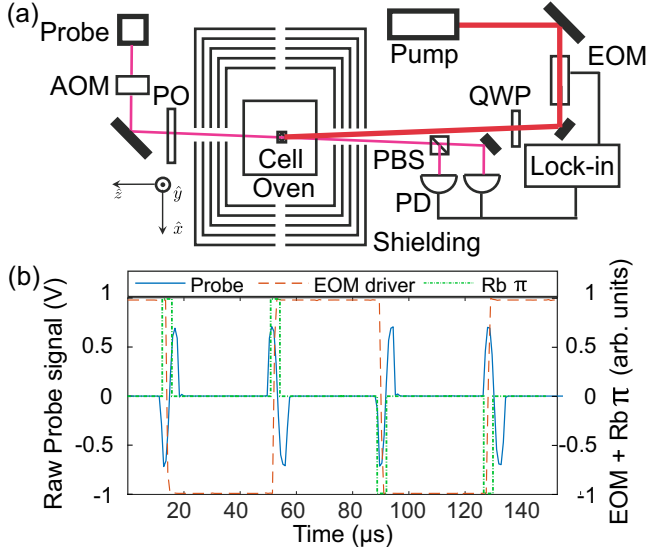 (a)
Probe
Pump
EOM
AOM
PO
QWP
Cell
Oven
PBS
Lock-in
PD
ẑ
ŷ
x̂
Shielding
(b)
Probe
EOM driver
Rb π
Raw Probe signal (V)
1
0.5
0
-0.5
-1
1
0.5
0
-0.5
-1
EOM + Rb π (arb. units)
20 40 60 80 100 120 140
Time (µs)